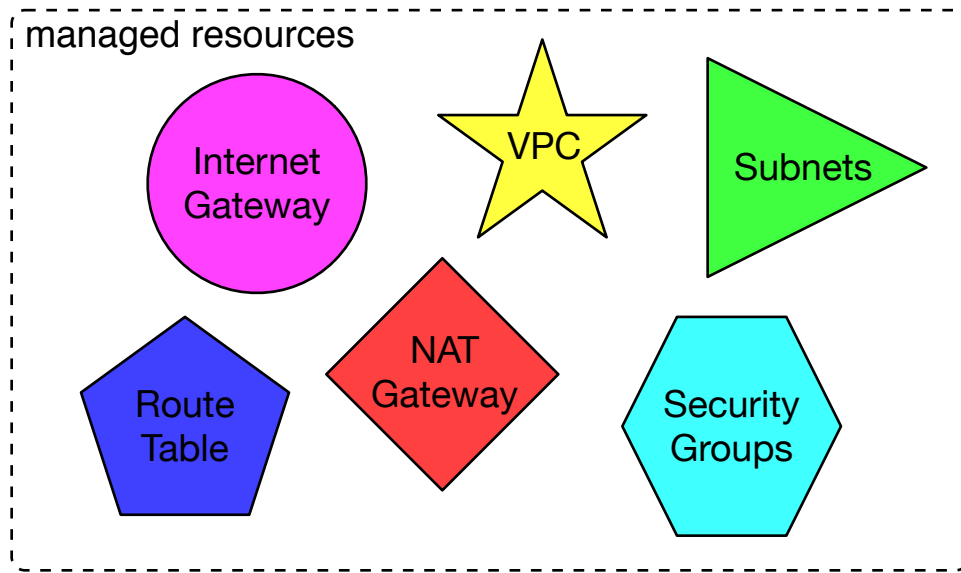 managed resources
Internet
Gateway
VPC
Subnets
Route
Table
NAT
Gateway
Security
Groups